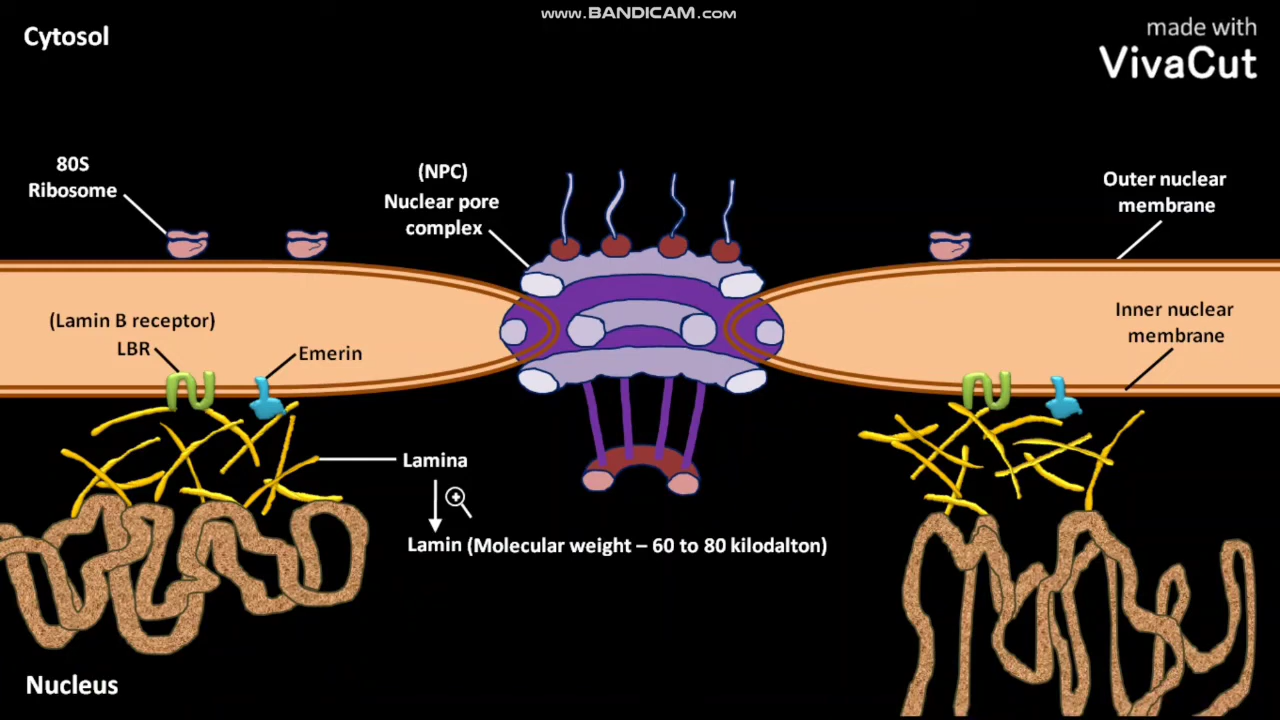 www.BANDICAM.com
Cytosol
made with
VivaCut
80S
Ribosome
(NPC)
Nuclear pore
complex
Outer nuclear
membrane
(Lamin B receptor)
LBR
Emerin
Inner nuclear
membrane
Lamina
Lamin (Molecular weight – 60 to 80 kilodalton)
Nucleus